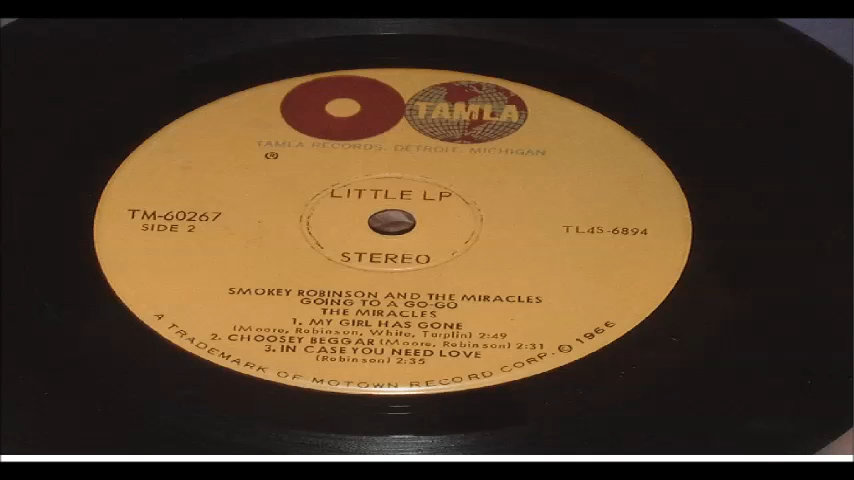 TAMLA
TAMLA RECORDS, DETROIT, MICHIGAN
®
LITTLE LP
TM-60267
SIDE 2
TL4S-6894
STEREO
SMOKEY ROBINSON AND THE MIRACLES
GOING TO A GO-GO
THE MIRACLES
1. MY GIRL HAS GONE
(Moore, Robinson, White, Tarplin) 2:49
2. CHOOSEY BEGGAR (Moore, Robinson) 2:31
3. IN CASE YOU NEED LOVE
(Robinson) 2:35
A TRADEMARK OF MOTOWN RECORD CORP. © 1966